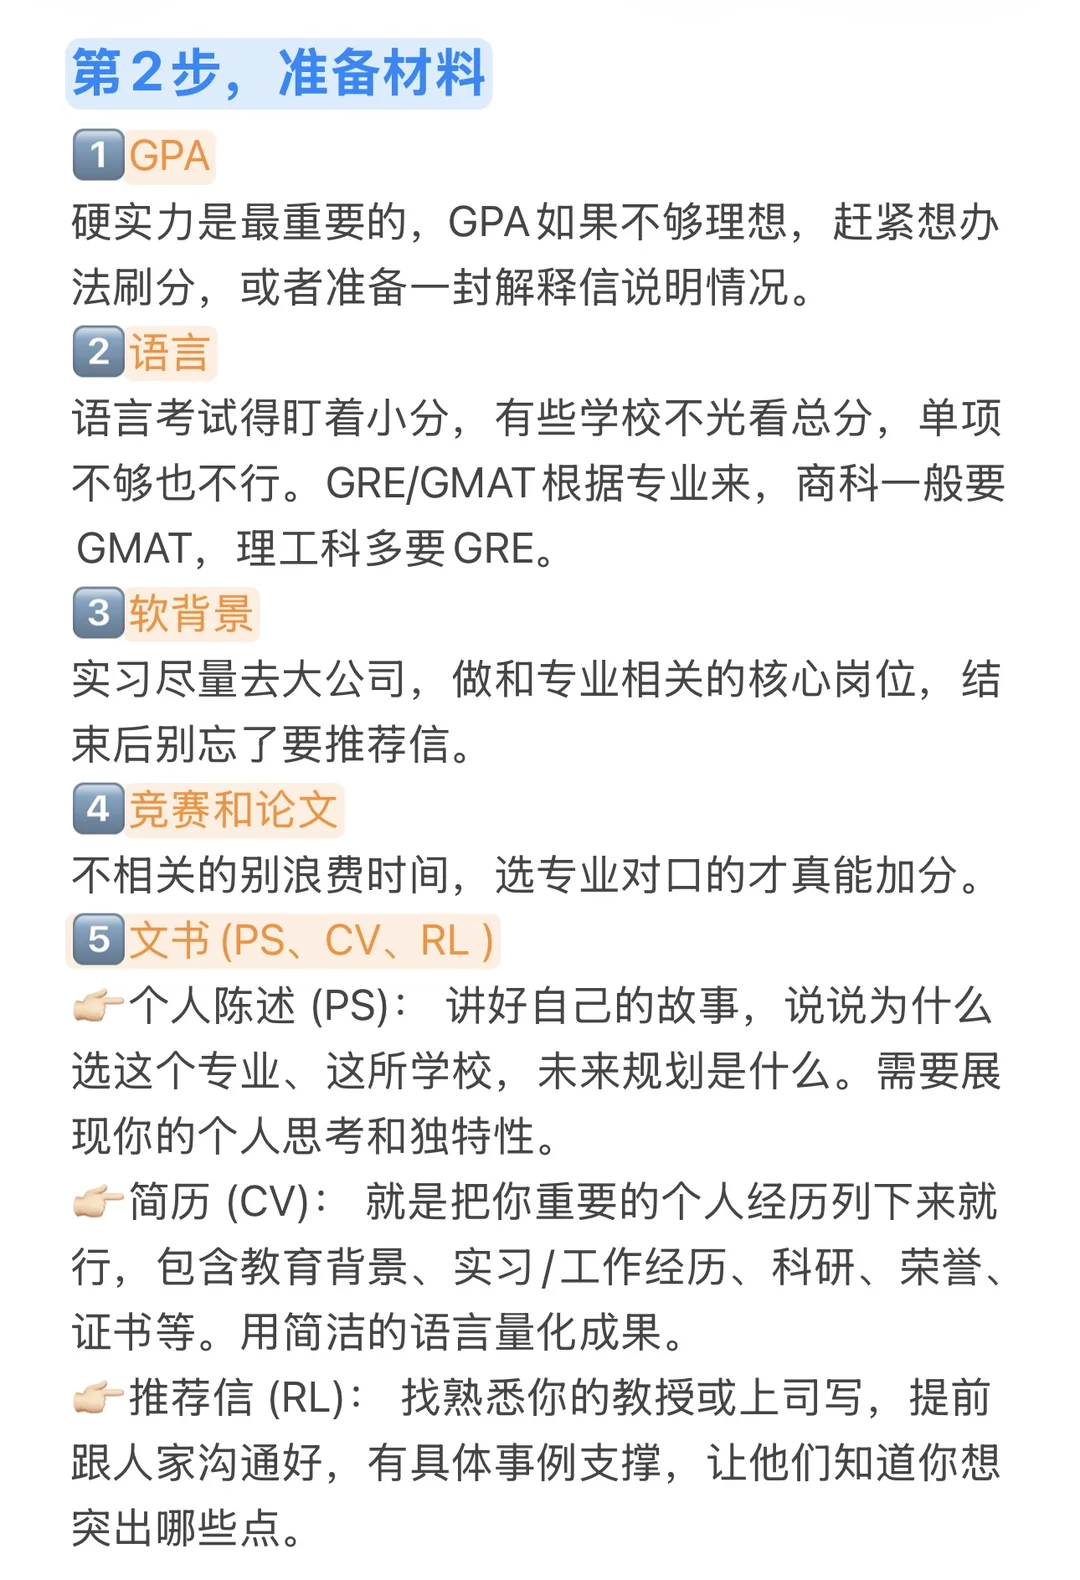 第2步，准备材料
1️⃣GPA
硬实力是最重要的，GPA如果不够理想，赶紧想办
法刷分，或者准备一封解释信说明情况。
2️⃣语言
语言考试得盯着小分，有些学校不光看总分，单项
不够也不行。GRE/GMAT根据专业来，商科一般要
GMAT，理工科多要GRE。
3️⃣软背景
实习尽量去大公司，做和专业相关的核心岗位，结
束后别忘了要推荐信。
4️⃣竞赛和论文
不相关的别浪费时间，选专业对口的才真能加分。
5️⃣文书(PS、CV、RL )
👉🏻个人陈述 (PS)： 讲好自己的故事，说说为什么
选这个专业、这所学校，未来规划是什么。需要展
现你的个人思考和独特性。
👉🏻简历 (CV)： 就是把你重要的个人经历列下来就
行，包含教育背景、实习/工作经历、科研、荣誉、
证书等。用简洁的语言量化成果。
👉🏻推荐信 (RL)： 找熟悉你的教授或上司写，提前
跟人家沟通好，有具体事例支撑，让他们知道你想
突出哪些点。